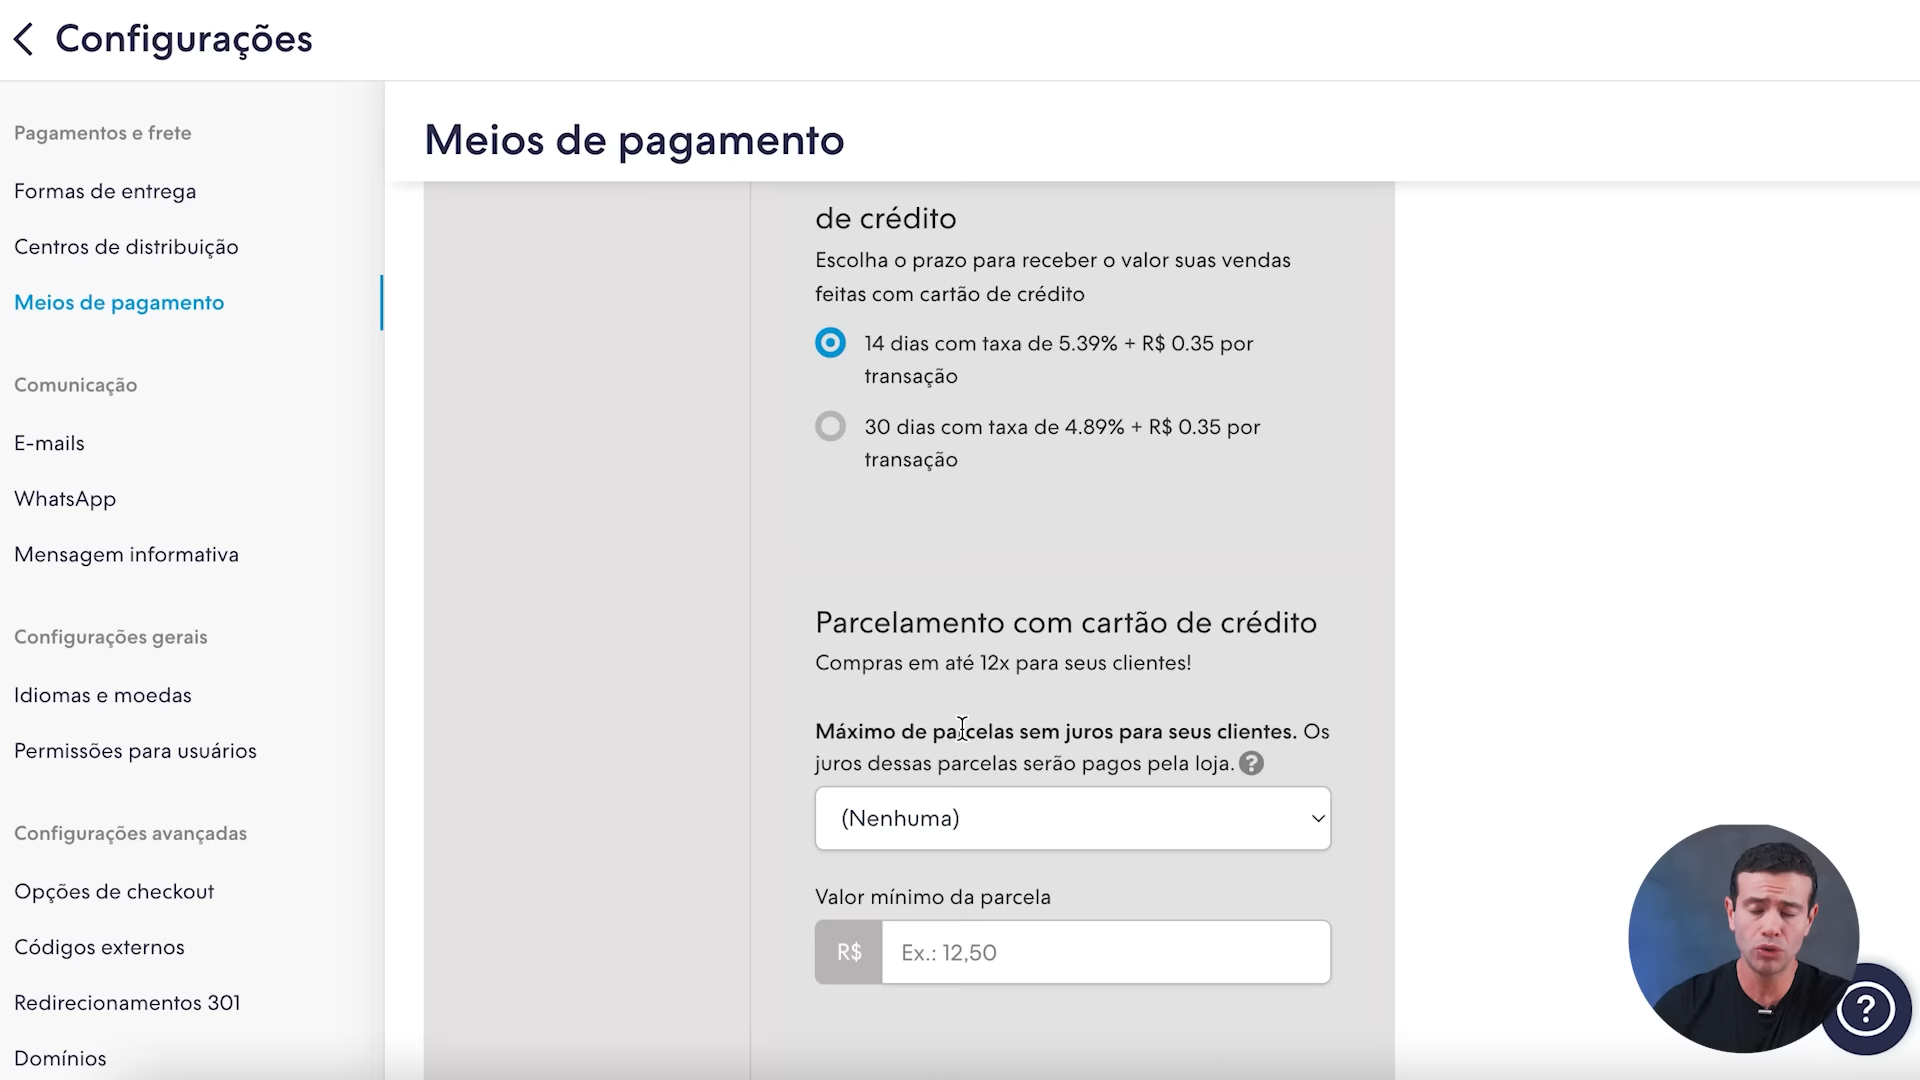 Configurações
Pagamentos e frete
Formas de entrega
Centros de distribuição
Meios de pagamento
Comunicação
E-mails
WhatsApp
Mensagem informativa
Configurações gerais
Idiomas e moedas
Permissões para usuários
Configurações avançadas
Opções de checkout
Códigos externos
Redirecionamentos 301
Domínios
Meios de pagamento
de crédito
Escolha o prazo para receber o valor suas vendas
feitas com cartão de crédito
14 dias com taxa de 5.39% + R$ 0.35 por
transação
30 dias com taxa de 4.89% + R$ 0.35 por
transação
Parcelamento com cartão de crédito
Compras em até 12x para seus clientes!
Máximo de parcelas sem juros para seus clientes. Os
juros dessas parcelas serão pagos pela loja. ?
(Nenhuma)
Valor mínimo da parcela
R$ Ex.: 12,50
?